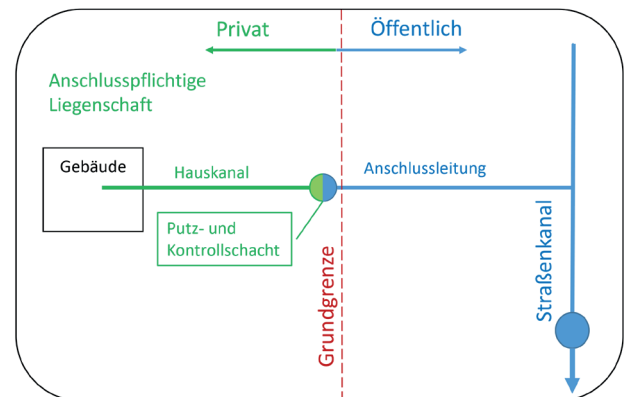 Privat
Öffentlich
Anschlusspflichtige
Liegenschaft
Gebäude
Hauskanal
Anschlussleitung
Putz- und
Kontrollschacht
Grundgrenze
Straßenkanal